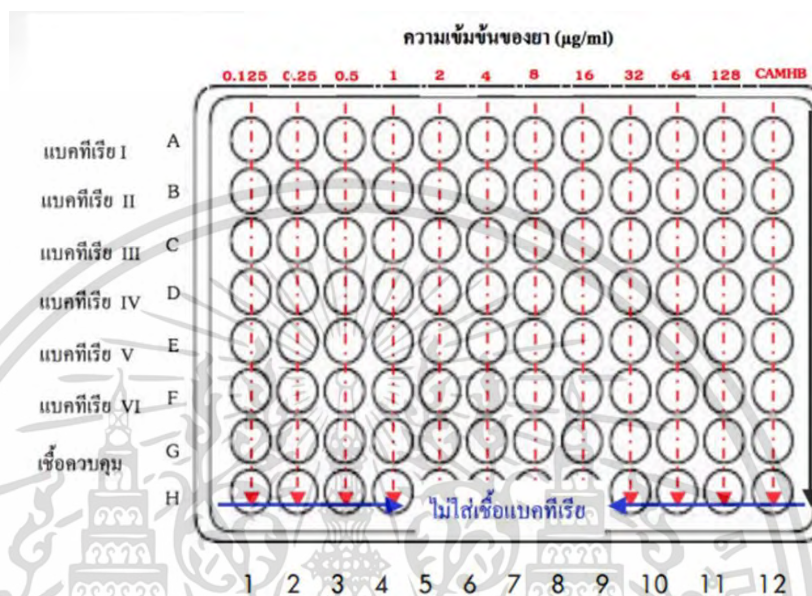 ความเข้มข้นของยา (µg/ml)
0.125 0.25 0.5 1 2 4 8 16 32 64 128 CAMHB
แบคทีเรีย I A
แบคทีเรีย II B
แบคทีเรีย III C
แบคทีเรีย IV D
แบคทีเรีย V E
แบคทีเรีย VI F
เชื้อควบคุม G
H ไม่ใส่เชื้อแบคทีเรีย
1 2 3 4 5 6 7 8 9 10 11 12